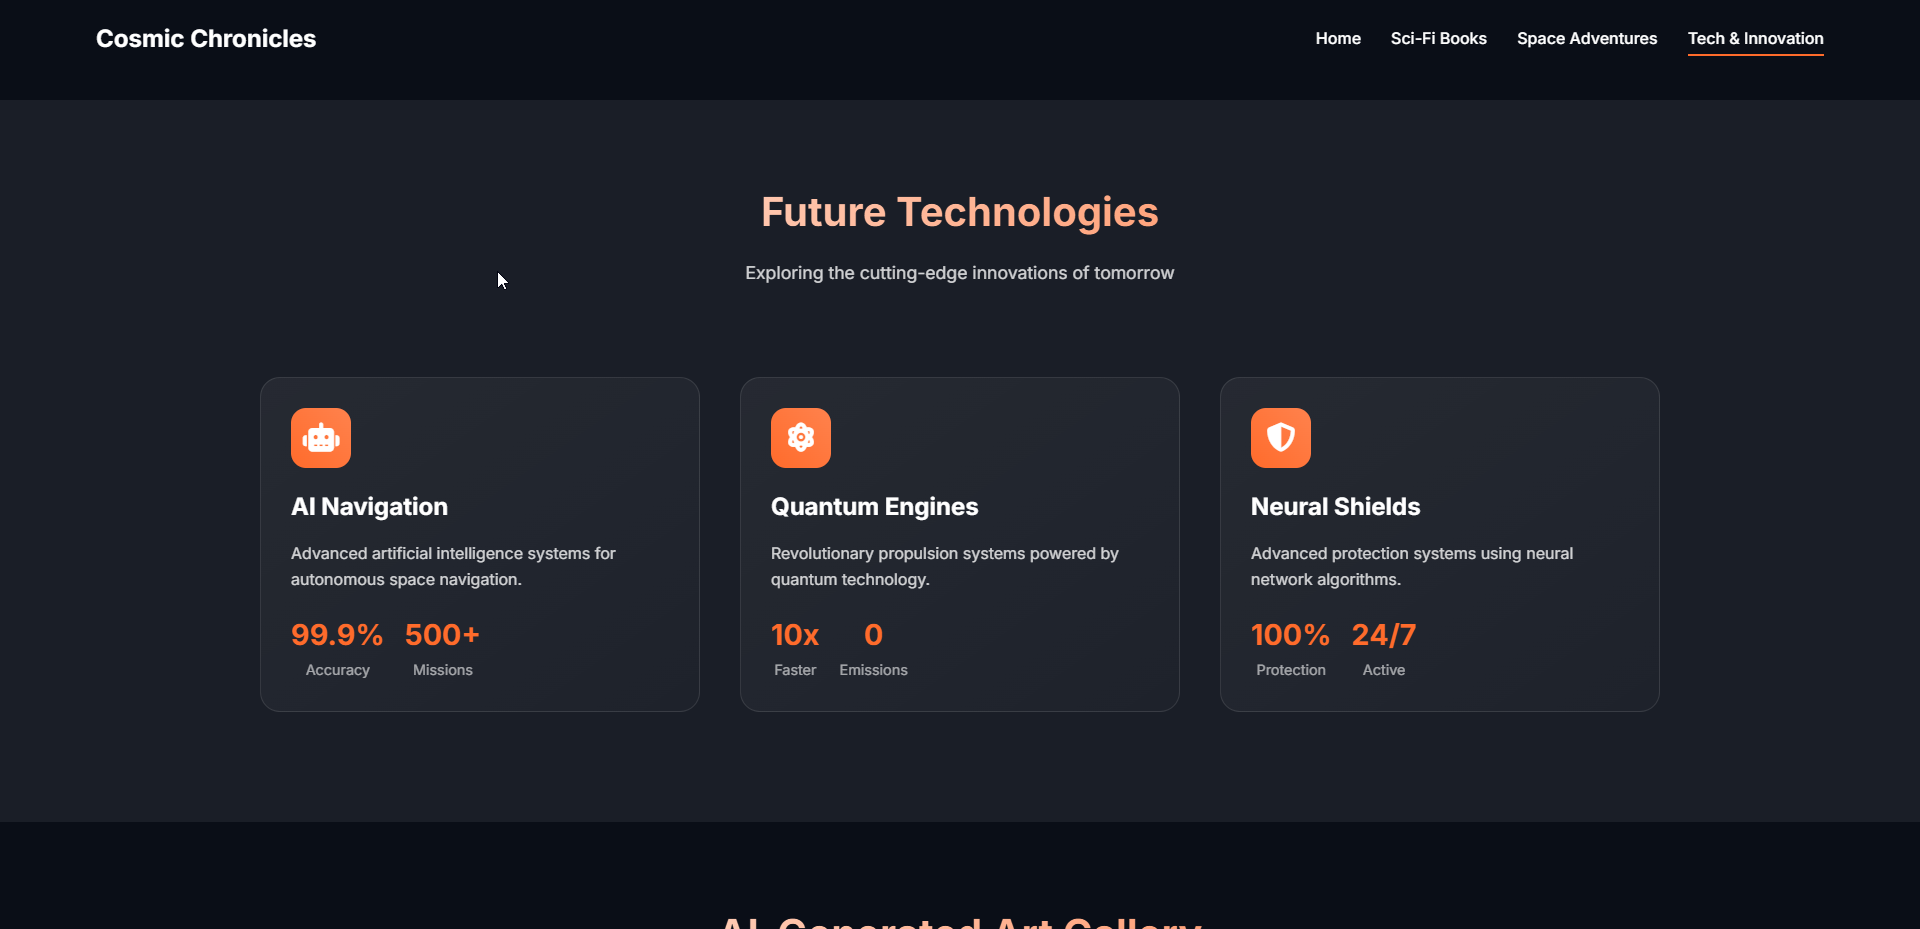 Cosmic Chronicles
Home
Sci-Fi Books
Space Adventures
Tech & Innovation
Future Technologies
Exploring the cutting-edge innovations of tomorrow
AI Navigation
Advanced artificial intelligence systems for
autonomous space navigation.
99.9% 500+
Accuracy Missions
Quantum Engines
Revolutionary propulsion systems powered by
quantum technology.
10x 0
Faster Emissions
Neural Shields
Advanced protection systems using neural
network algorithms.
100% 24/7
Protection Active
AI-Generated Art Gallery